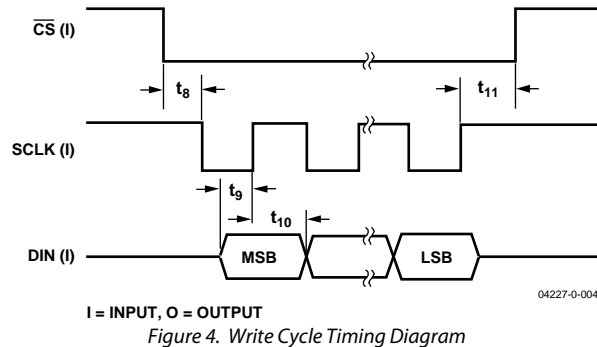 CS (I)
t8
t11
SCLK (I)
t9
t10
DIN (I)
MSB
LSB
04227-0-004
I = INPUT, O = OUTPUT
Figure 4. Write Cycle Timing Diagram